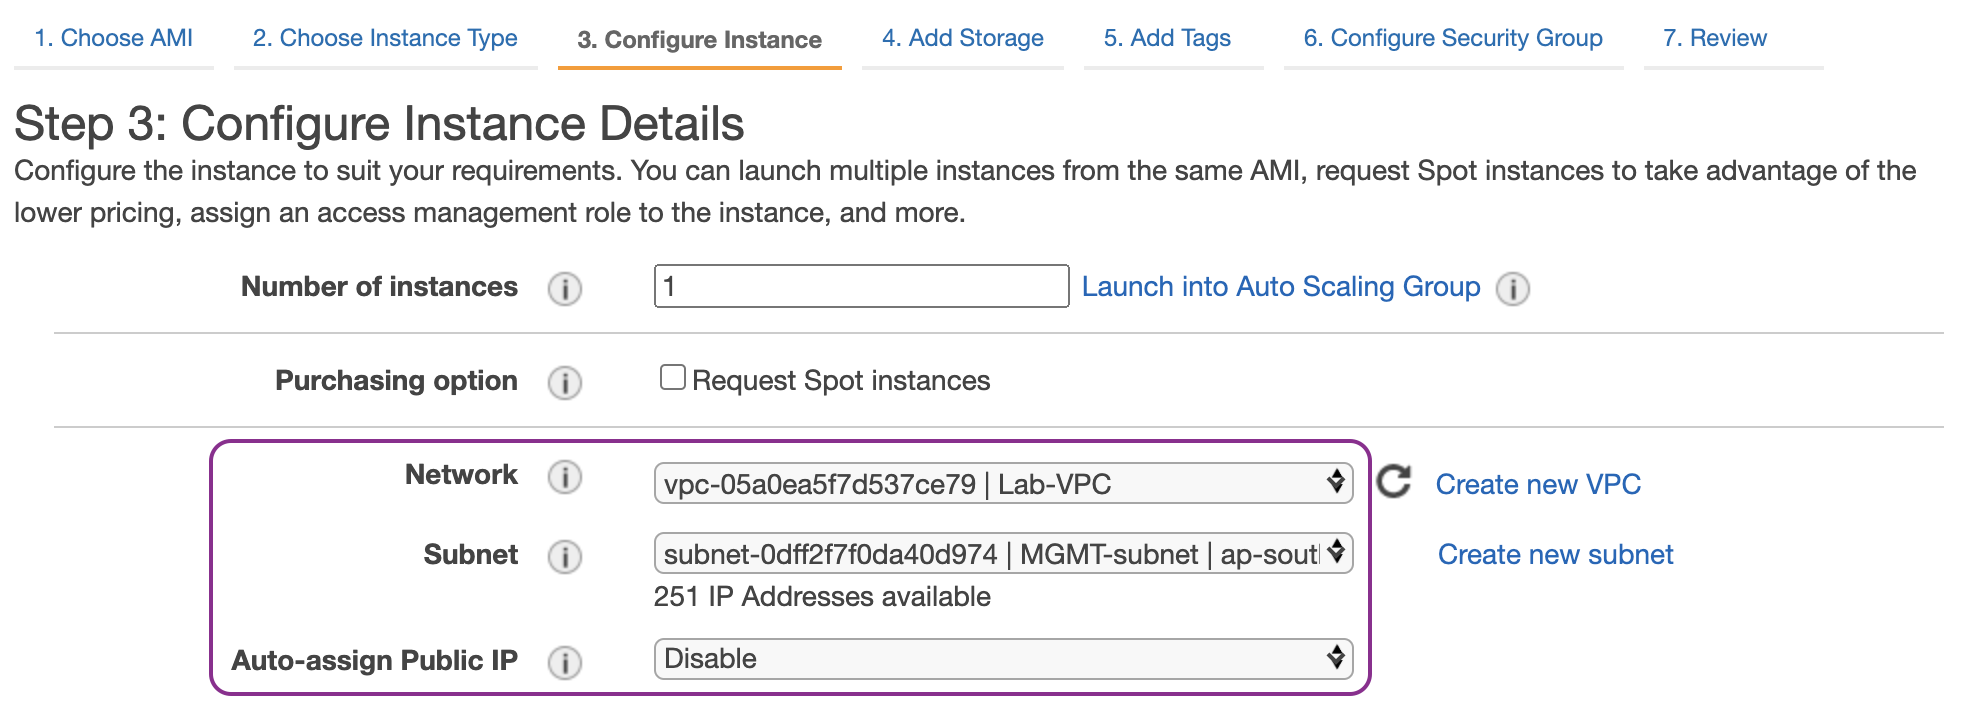 1. Choose AMI 2. Choose Instance Type 3. Configure Instance 4. Add Storage 5. Add Tags 6. Configure Security Group 7. Review
Step 3: Configure Instance Details
Configure the instance to suit your requirements. You can launch multiple instances from the same AMI, request Spot instances to take advantage of the
lower pricing, assign an access management role to the instance, and more.
Number of instances 1 Launch into Auto Scaling Group
Purchasing option Request Spot instances
Network vpc-05a0ea5f7d537ce79 | Lab-VPC Create new VPC
Subnet subnet-0dff2f7f0da40d974 | MGMT-subnet | ap-sout Create new subnet
251 IP Addresses available
Auto-assign Public IP Disable